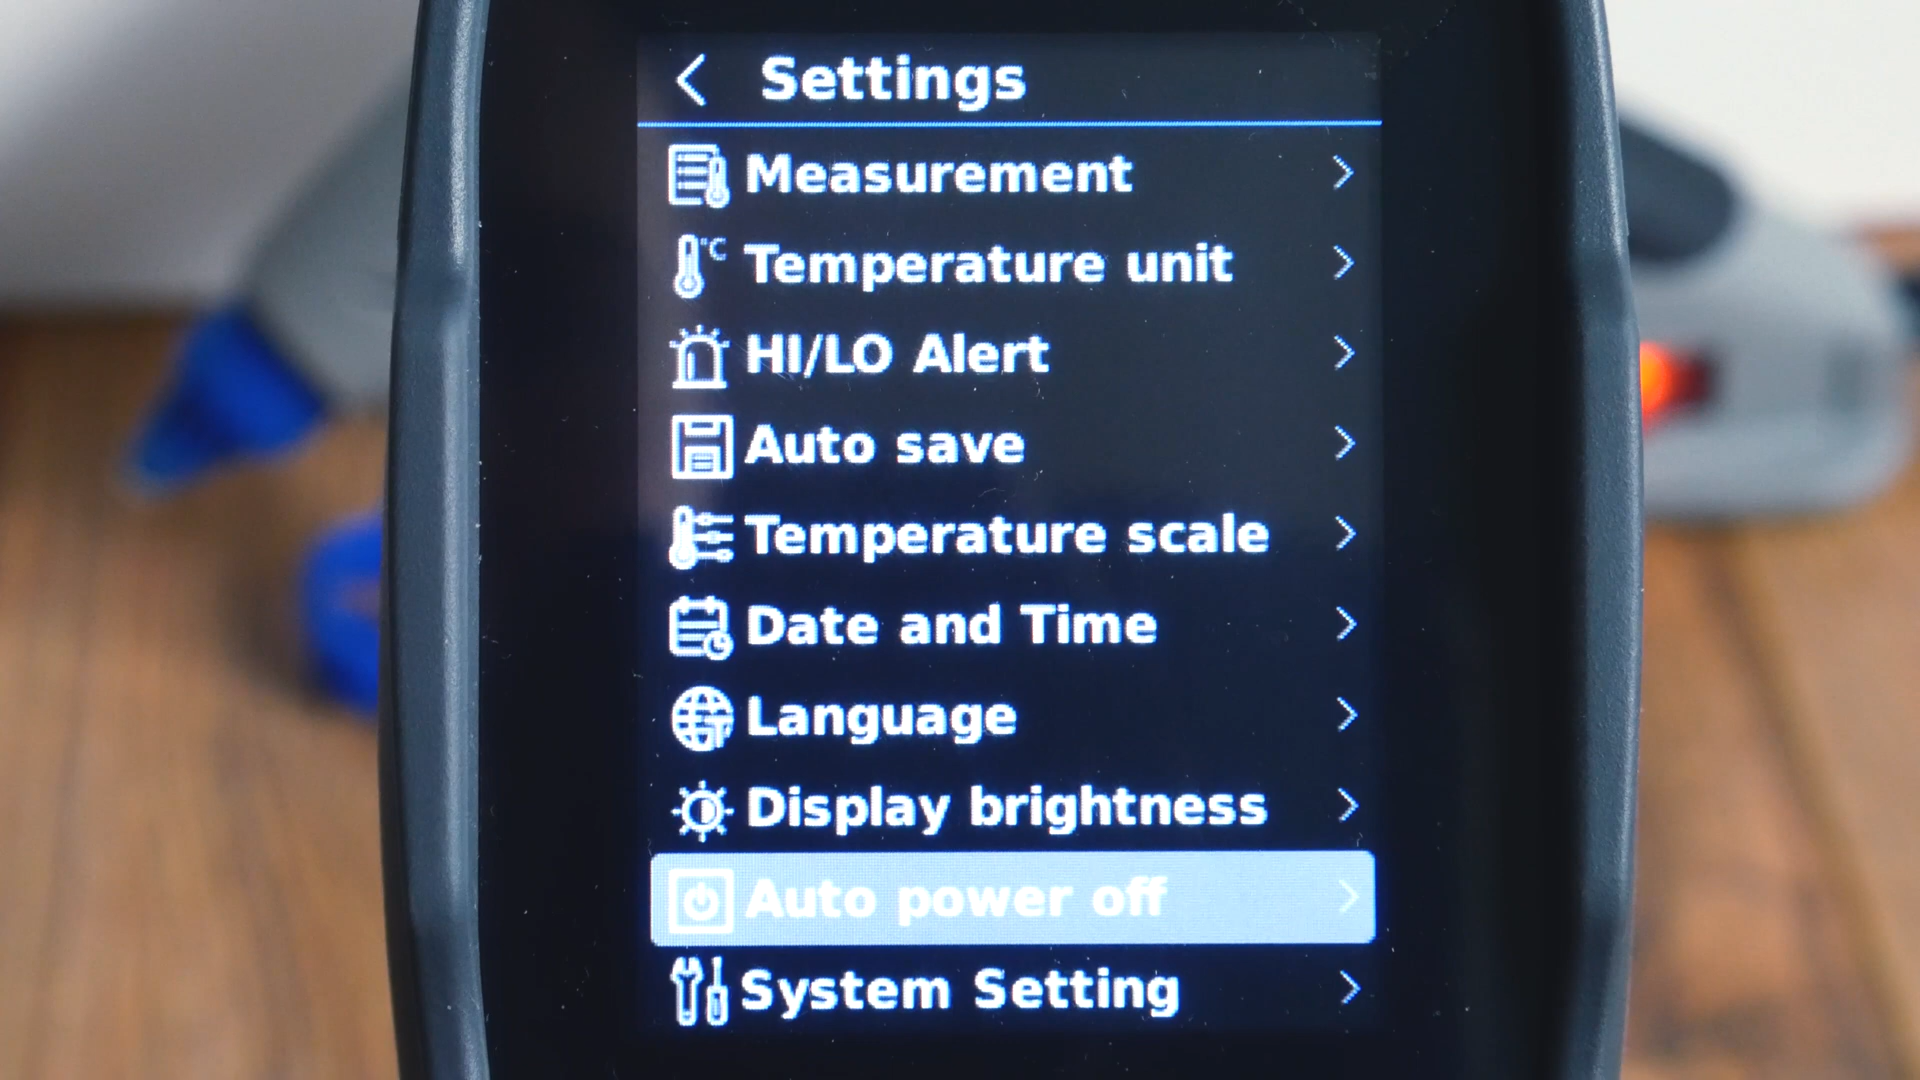 Settings
Measurement
°C Temperature unit
HI/LO Alert
Auto save
Temperature scale
Date and Time
Language
Display brightness
Auto power off
System Setting